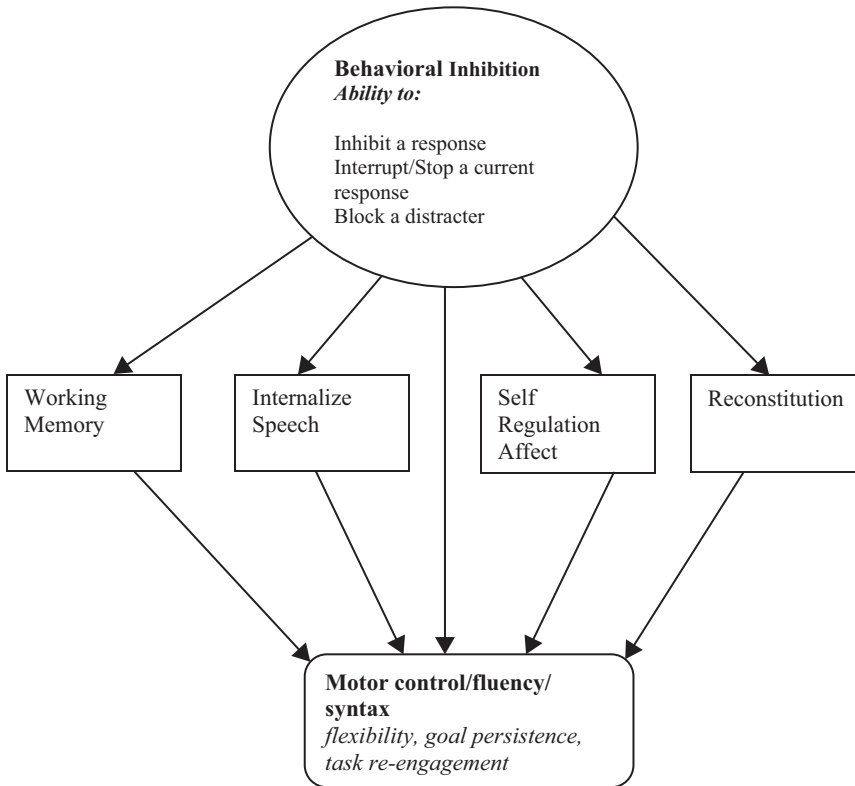 Behavioral Inhibition
Ability to:
Inhibit a response
Interrupt/Stop a current
response
Block a distracter
Working
Memory
Internalize
Speech
Self
Regulation
Affect
Reconstitution
Motor control/fluency/
syntax
flexibility, goal persistence,
task re-engagement